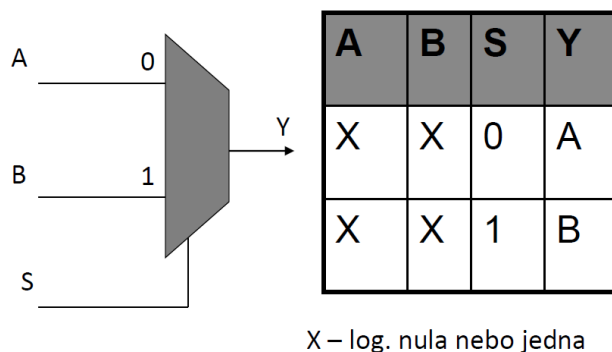 A
0
B
1
S
Y
A B S Y
X X 0 A
X X 1 B
X – log. nula nebo jedna